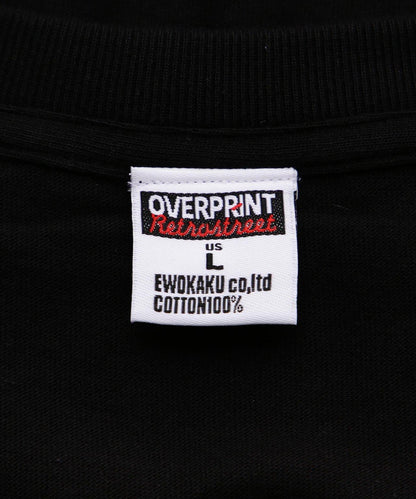 OVERPRINT
Retrostreet
US
L
EWOKAKU co,ltd
COTTON100%